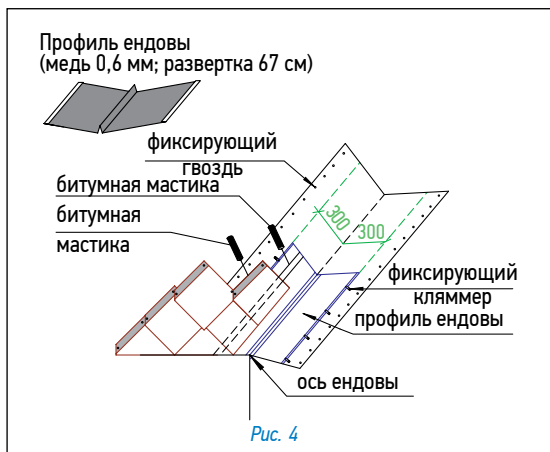 Профиль ендовы
(медь 0,6 мм; развертка 67 см)
фиксирующий
гвоздь
битумная мастика
битумная
мастика
300
300
фиксирующий
кляммер
профиль ендовы
ось ендовы
Рис. 4